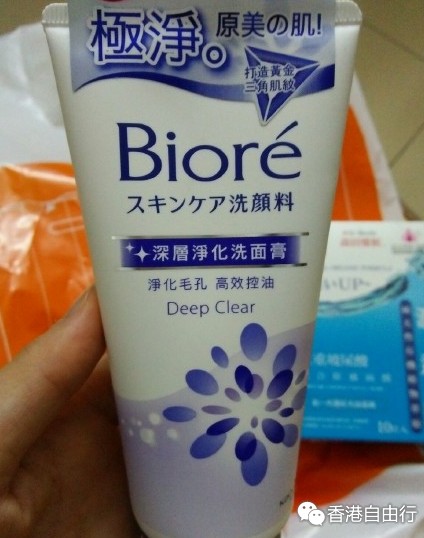 極淨。原美の肌!
打造黃金
三角肌紋
Bioré
スキンケア洗顔料
深層淨化洗面膏
淨化毛孔 高效控油
Deep Clear
UP~
香港自由行